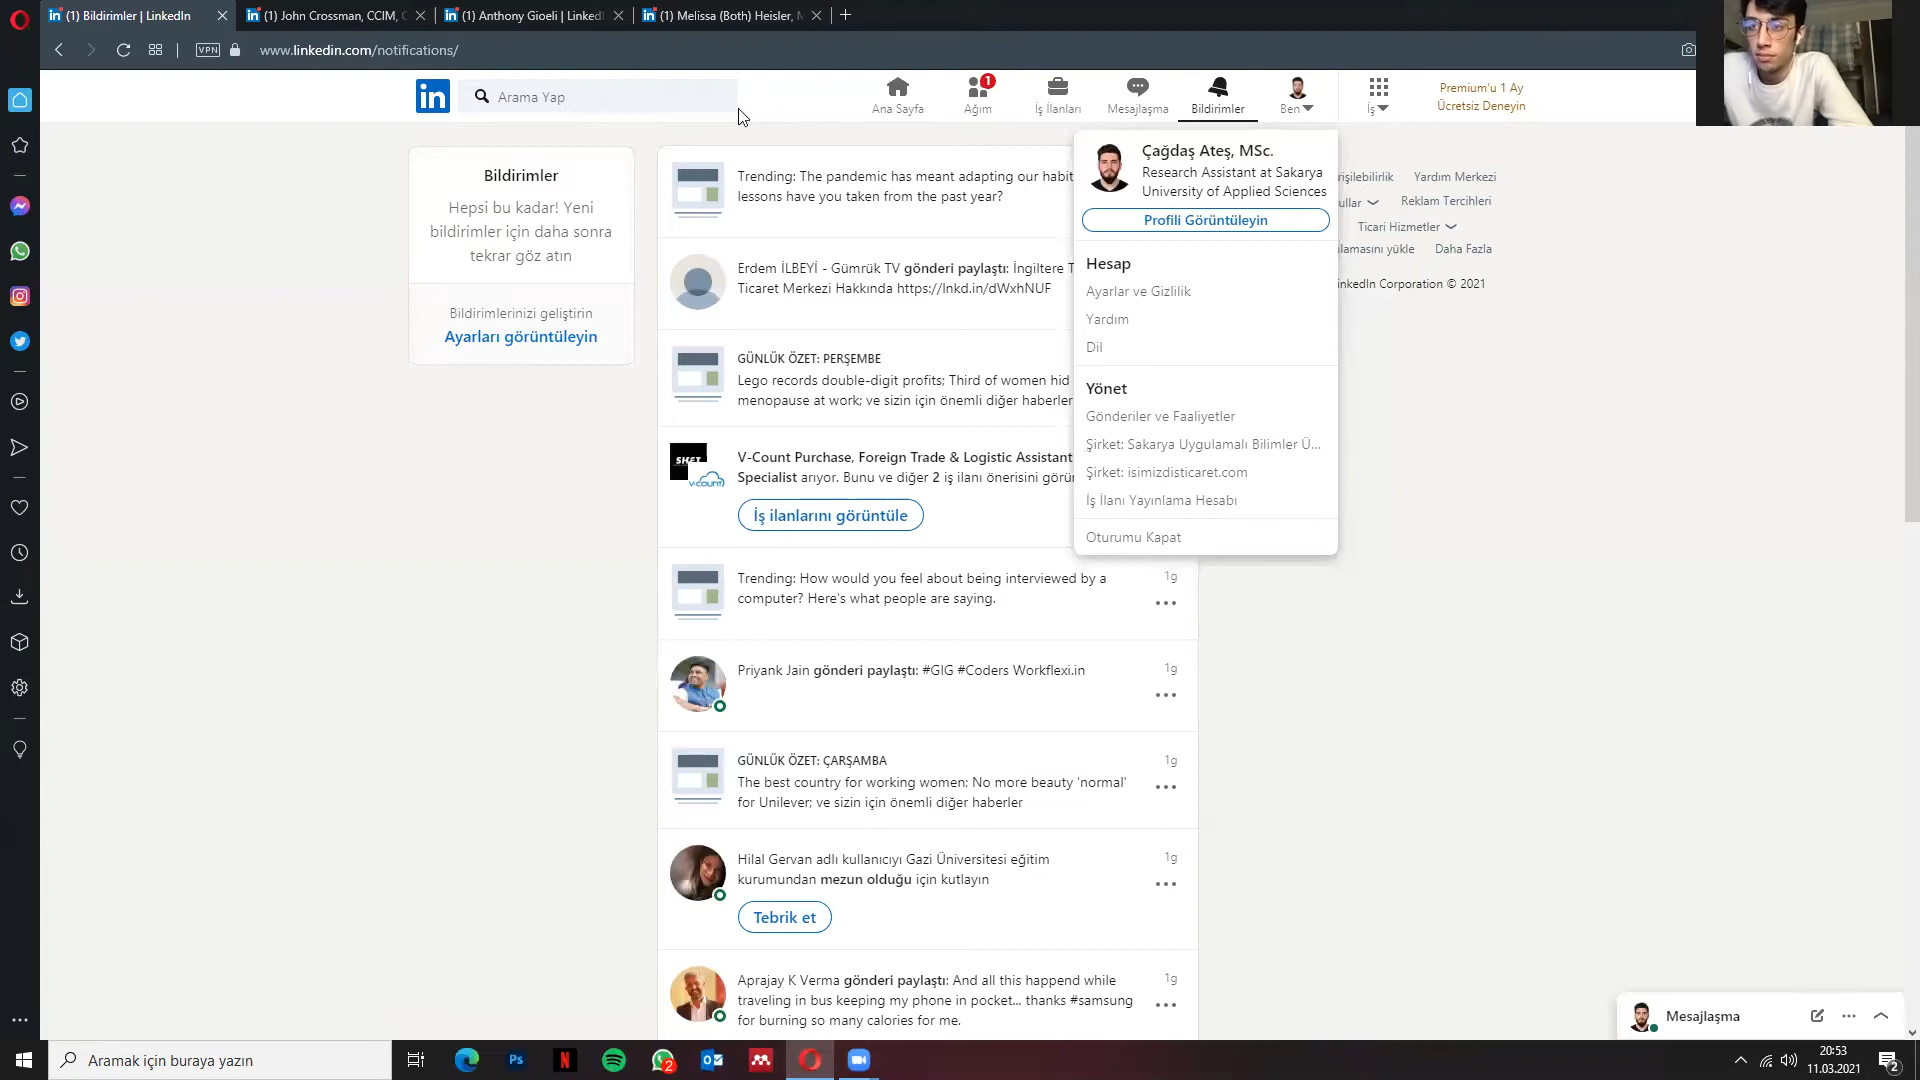 (1) Bildirimler | LinkedIn
(1) John Crossman, CCIM,
(1) Anthony Gioeli | LinkedI
(1) Melissa (Both) Heisler,
VPN
www.linkedin.com/notifications/
in
Arama Yap
Ana Sayfa
1
Ağım
İş İlanları
Mesajlaşma
Bildirimler
Ben
İş
Premium'u 1 Ay
Ücretsiz Deneyin
Bildirimler
Hepsi bu kadar! Yeni
bildirimler için daha sonra
tekrar göz atın
Bildirimlerinizi geliştirin
Ayarları görüntüleyin
Trending: The pandemic has meant adapting our habit
lessons have you taken from the past year?
Erdem İLBEYİ - Gümrük TV gönderi paylaştı: İngiltere T
Ticaret Merkezi Hakkında https://lnkd.in/dWxhNUF
GÜNLÜK ÖZET: PERŞEMBE
Lego records double-digit profits; Third of women hid
menopause at work; ve sizin için önemli diğer haberler
V-Count Purchase, Foreign Trade & Logistic Assistant
Specialist arıyor. Bunu ve diğer 2 iş ilanı önerisini görün
İş ilanlarını görüntüle
Trending: How would you feel about being interviewed by a
computer? Here's what people are saying.
1g
Priyank Jain gönderi paylaştı: #GIG #Coders Workflexi.in
1g
GÜNLÜK ÖZET: ÇARŞAMBA
The best country for working women; No more beauty 'normal'
for Unilever; ve sizin için önemli diğer haberler
1g
Hilal Gervan adlı kullanıcıyı Gazi Üniversitesi eğitim
kurumundan mezun olduğu için kutlayın
1g
Tebrik et
Aprajay K Verma gönderi paylaştı: And all this happend while
traveling in bus keeping my phone in pocket... thanks #samsung
for burning so many calories for me.
1g
Çağdaş Ateş, MSc.
Research Assistant at Sakarya
University of Applied Sciences
Profili Görüntüleyin
Hesap
Ayarlar ve Gizlilik
Yardım
Dil
Yönet
Gönderiler ve Faaliyetler
Şirket: Sakarya Uygulamalı Bilimler Ü...
Şirket: isimizdisticaret.com
İş İlanı Yayınlama Hesabı
Oturumu Kapat
rişilebilirlik Yardım Merkezi
ullar Reklam Tercihleri
Ticari Hizmetler
lamasını yükle Daha Fazla
inkedIn Corporation © 2021
Mesajlaşma
Aramak için buraya yazın
Ps
N
2
20:53
11.03.2021
2